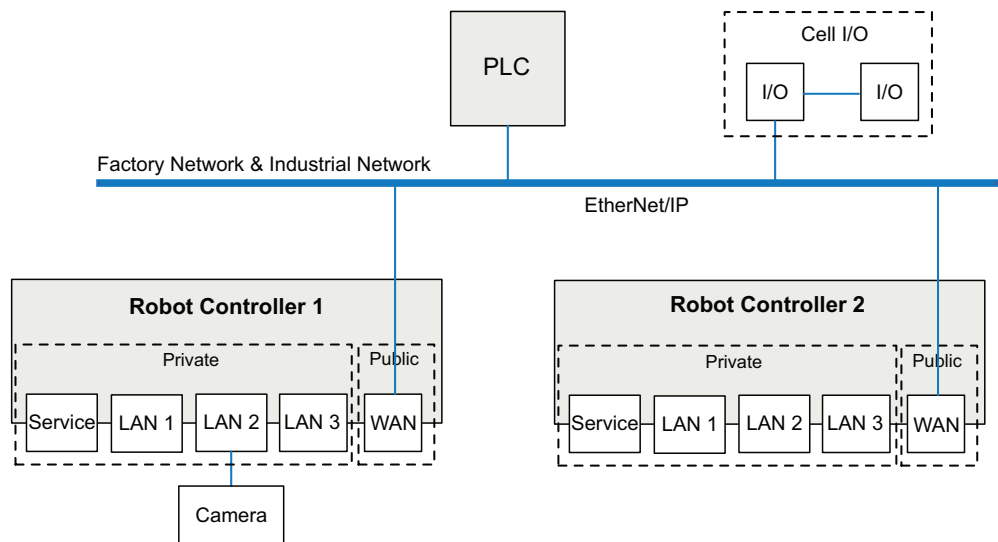 PLC
Cell I/O
I/O
I/O
Factory Network & Industrial Network
EtherNet/IP
Robot Controller 1
Private
Public
Service
LAN 1
LAN 2
LAN 3
WAN
Camera
Robot Controller 2
Private
Public
Service
LAN 1
LAN 2
LAN 3
WAN